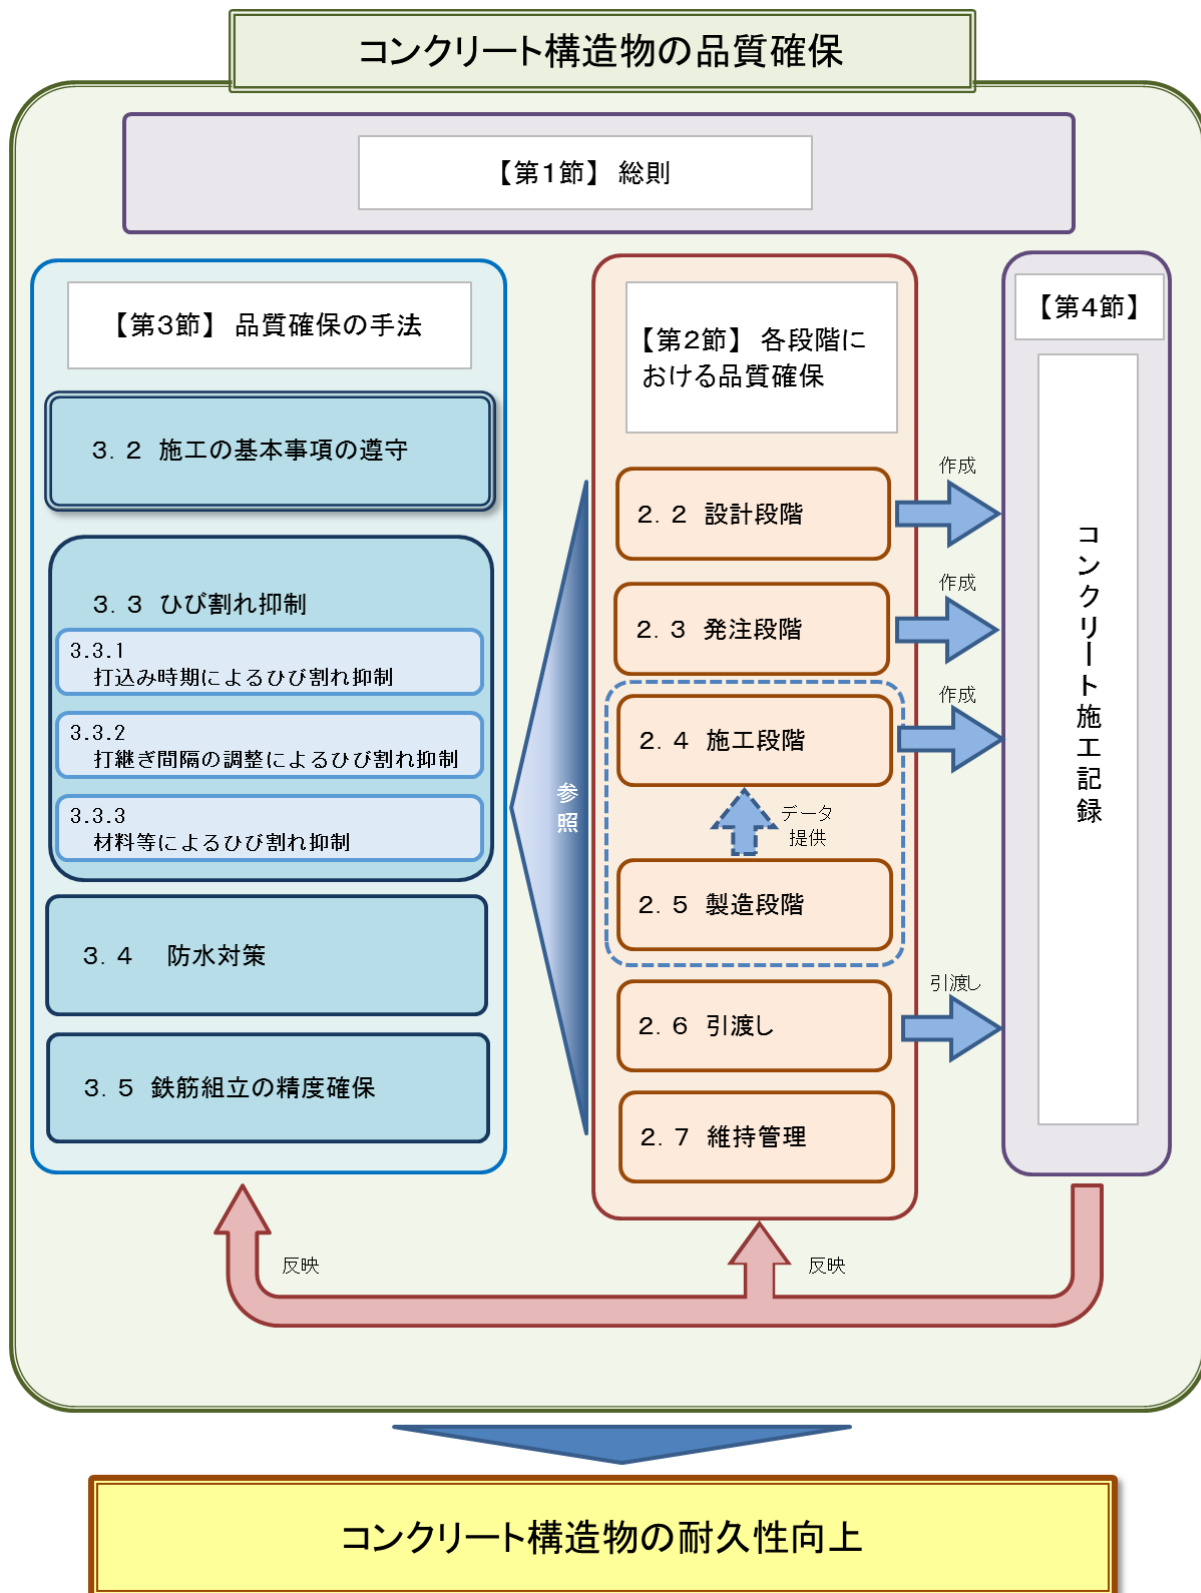 コンクリート構造物の品質確保
【第1節】 総則
【第3節】 品質確保の手法
3．2 施工の基本事項の遵守
3．3 ひび割れ抑制
3.3.1
打込み時期によるひび割れ抑制
3.3.2
打継ぎ間隔の調整によるひび割れ抑制
3.3.3
材料等によるひび割れ抑制
3．4 防水対策
3．5 鉄筋組立の精度確保
参照
【第2節】 各段階に
おける品質確保
2．2 設計段階
2．3 発注段階
2．4 施工段階
データ
提供
2．5 製造段階
2．6 引渡し
2．7 維持管理
作成
作成
作成
引渡し
【第4節】
コンクリート施工記録
反映
反映
コンクリート構造物の耐久性向上